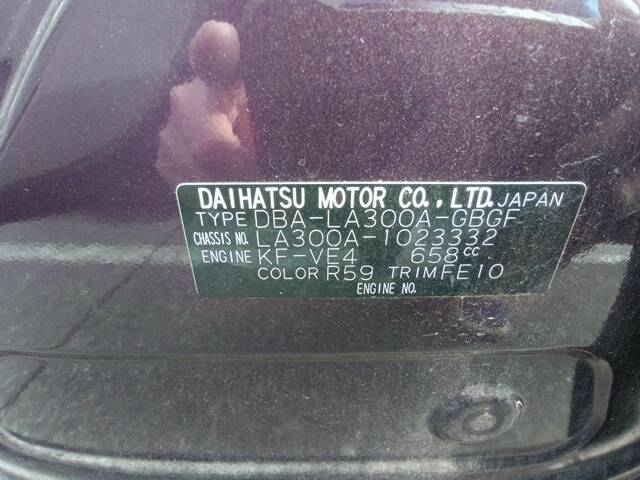 DAIHATSU MOTOR CO.,LTD.JAPAN
TYPE DBA-LA300A-GBGF
CHASSIS NO. LA300A-1023332
ENGINE KF-VE4 658cc
COLOR R59 TRIM FE10
ENGINE NO.